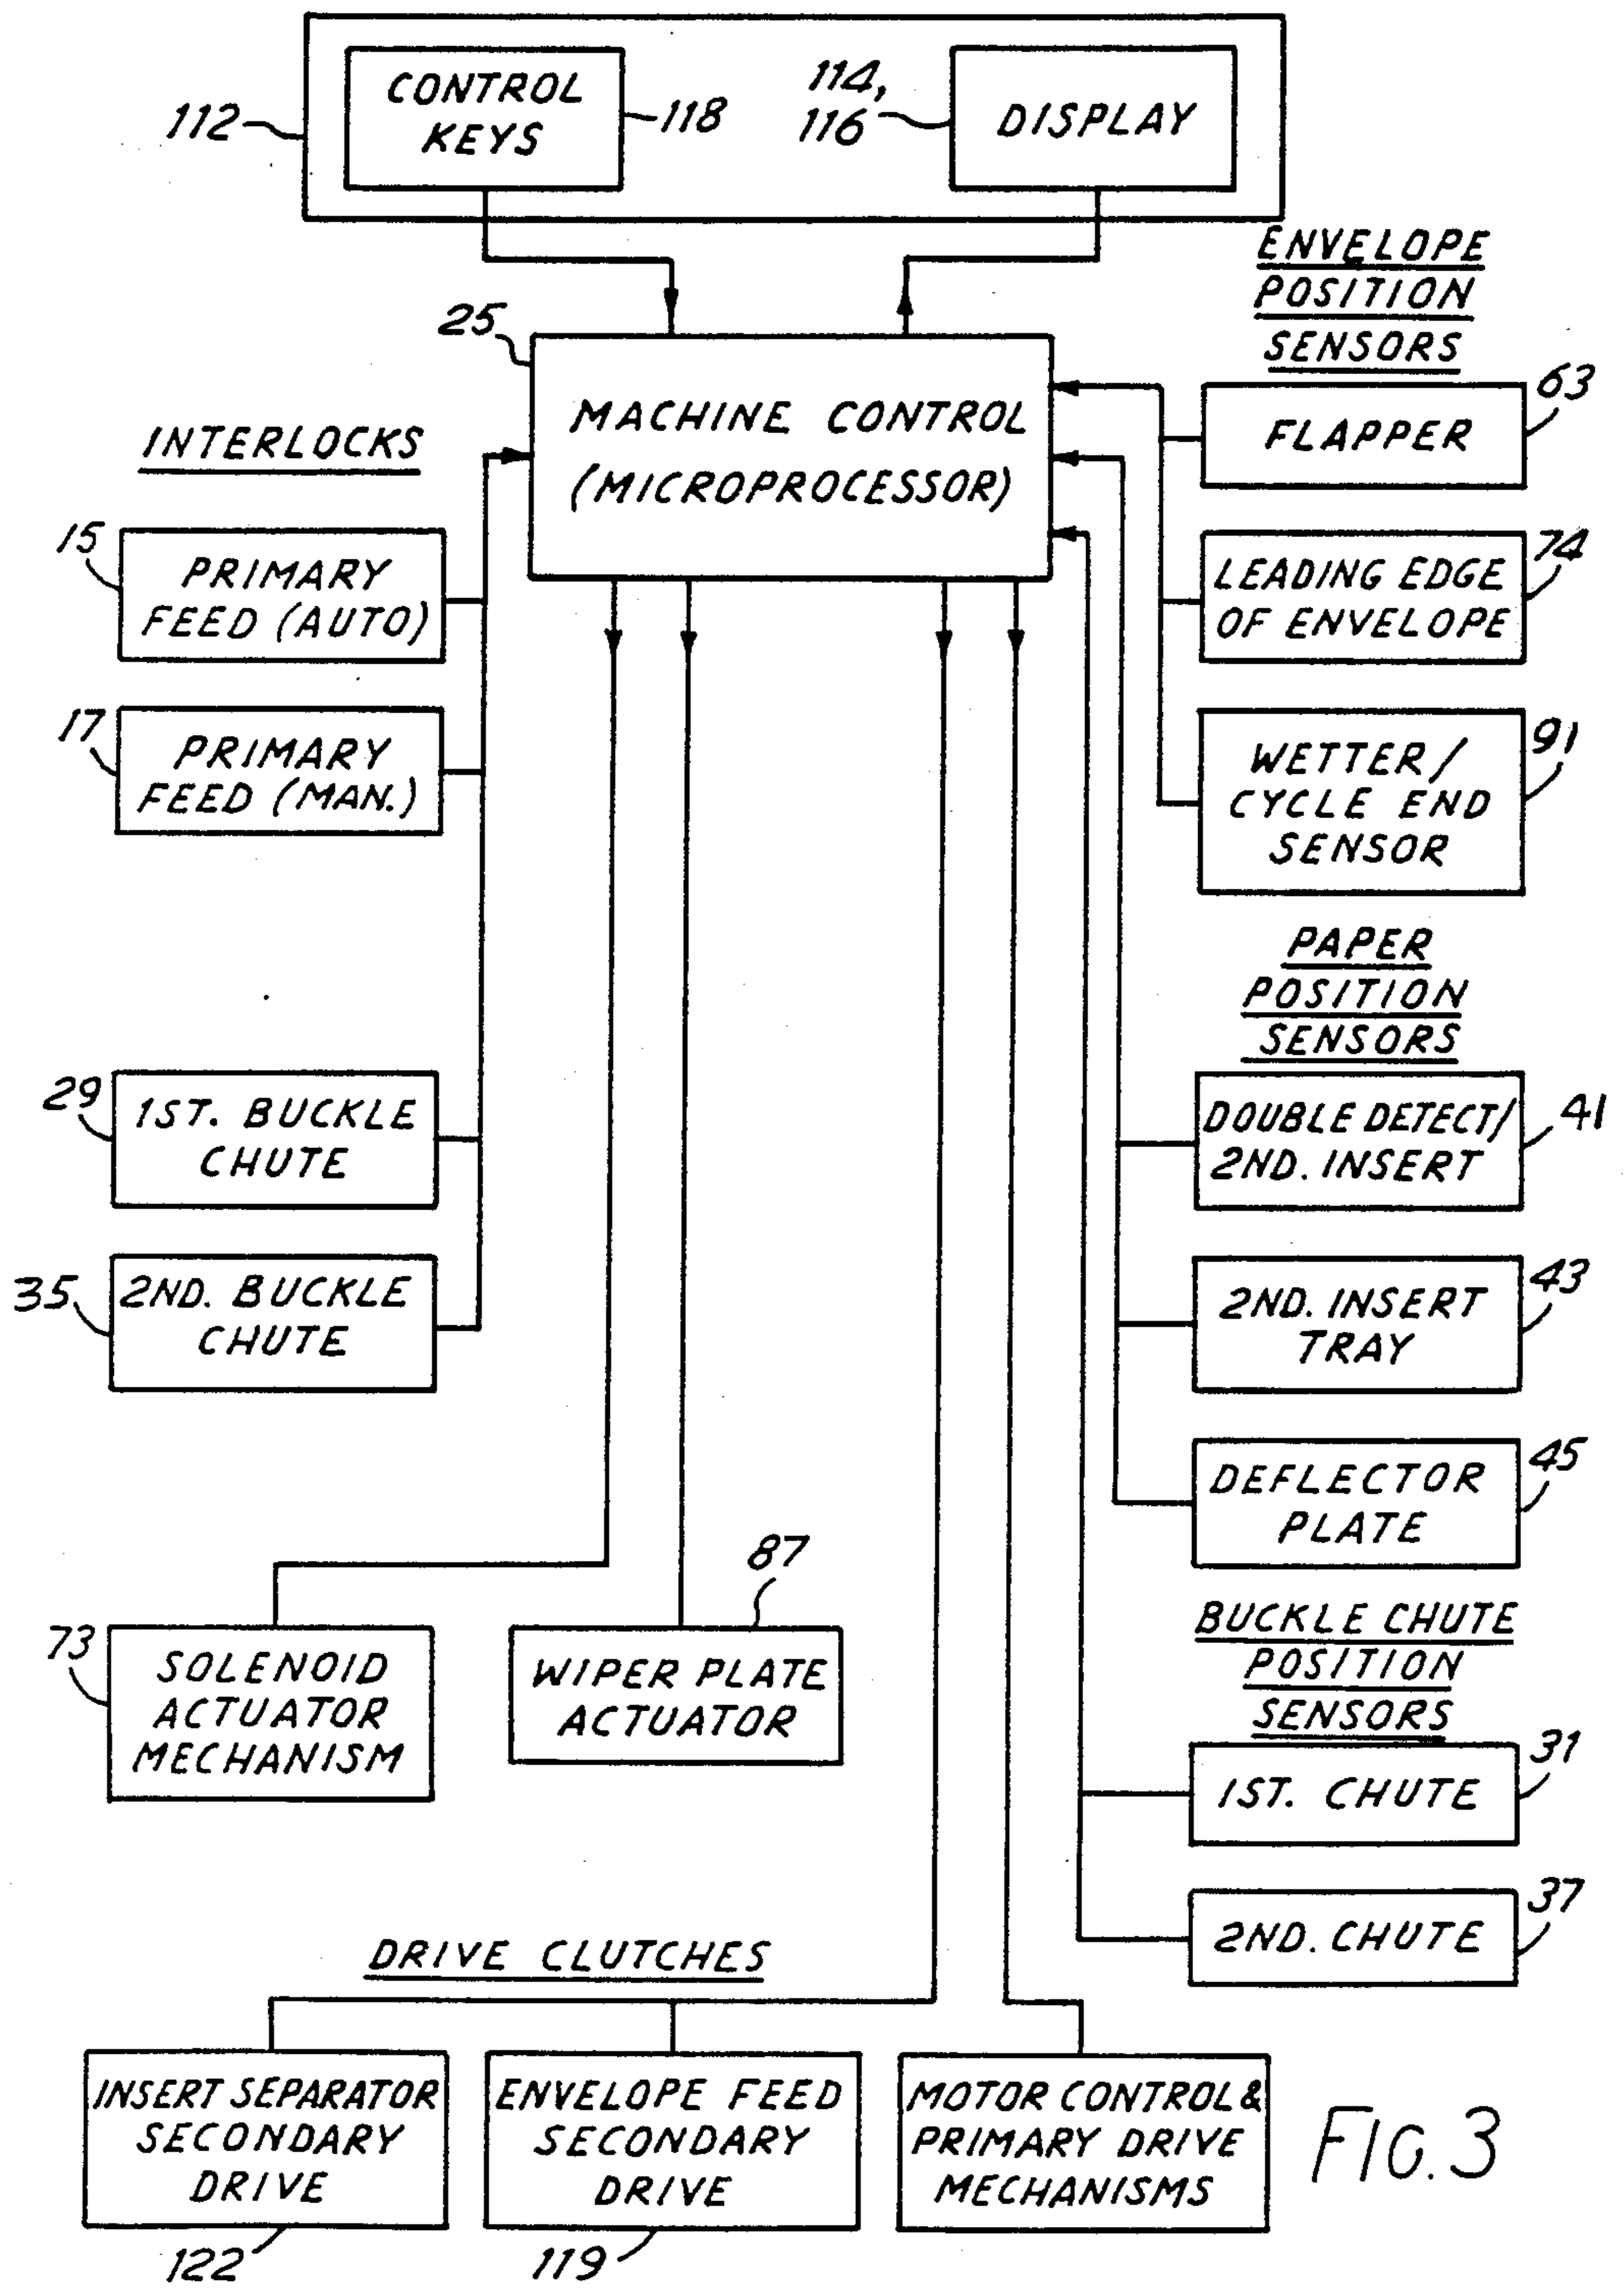 CONTROL
KEYS
118
114,
116
DISPLAY
112
ENVELOPE
POSITION
SENSORS
25
MACHINE CONTROL
(MICROPROCESSOR)
63
FLAPPER
INTERLOCKS
15
PRIMARY
FEED (AUTO)
74
LEADING EDGE
OF ENVELOPE
17
PRIMARY
FEED (MAN.)
91
WETTER/
CYCLE END
SENSOR
PAPER
POSITION
SENSORS
29
1ST. BUCKLE
CHUTE
DOUBLE DETECT/
2ND. INSERT
41
35
2ND. BUCKLE
CHUTE
2ND. INSERT
TRAY
43
DEFLECTOR
PLATE
45
87
73
SOLENOID
ACTUATOR
MECHANISM
WIPER PLATE
ACTUATOR
BUCKLE CHUTE
POSITION
SENSORS
31
1ST. CHUTE
37
2ND. CHUTE
DRIVE CLUTCHES
INSERT SEPARATOR
SECONDARY
DRIVE
122
ENVELOPE FEED
SECONDARY
DRIVE
119
MOTOR CONTROL &
PRIMARY DRIVE
MECHANISMS
FIG. 3